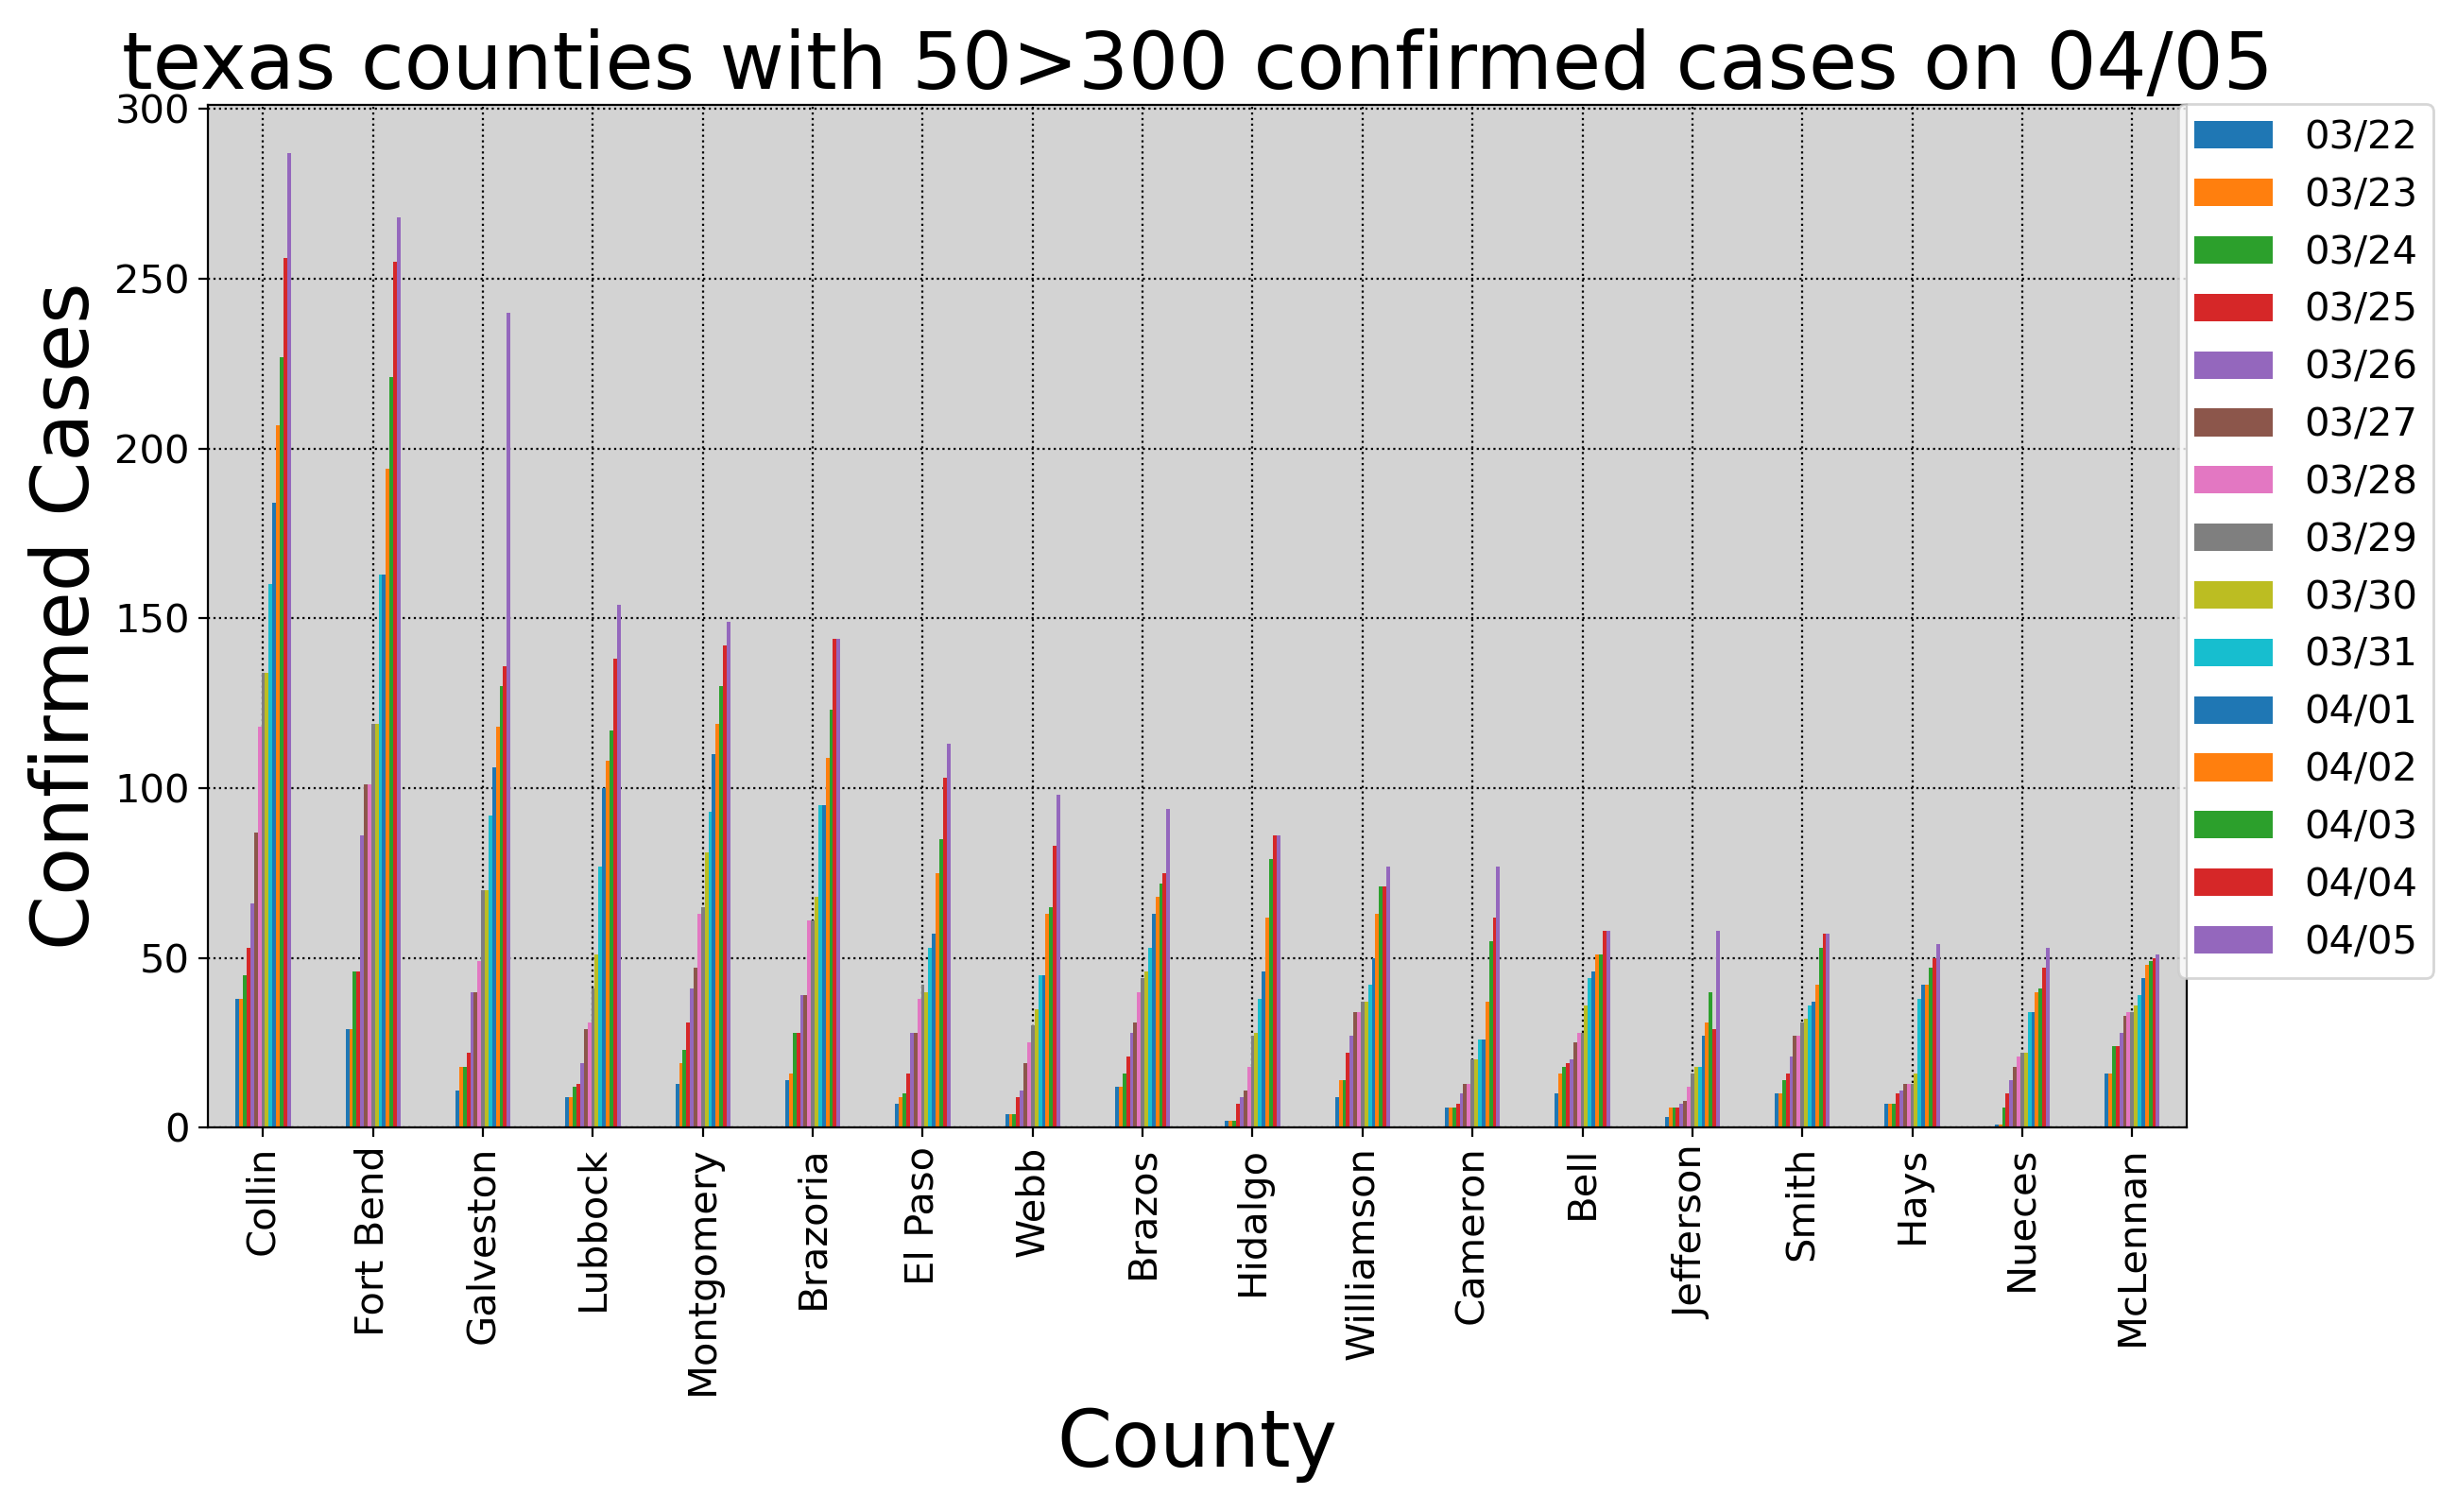 texas counties with 50>300 confirmed cases on 04/05
Confirmed Cases
300
250
200
150
100
50
0
03/22
03/23
03/24
03/25
03/26
03/27
03/28
03/29
03/30
03/31
04/01
04/02
04/03
04/04
04/05
Collin
Fort Bend
Galveston
Lubbock
Montgomery
Brazoria
El Paso
Webb
Brazos
Hidalgo
Williamson
Cameron
Bell
Jefferson
Smith
Hays
Nueces
McLennan
County